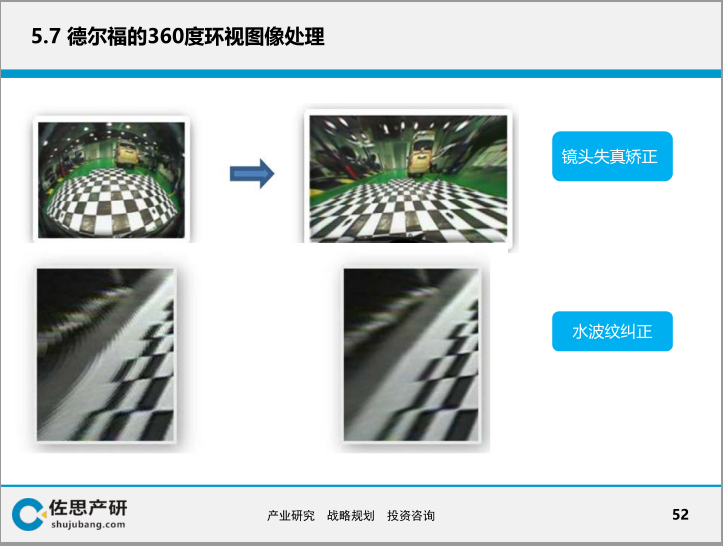 5.7 德尔福的360度环视图像处理
镜头失真矫正
水波纹纠正
佐思产研
shujubang.com
产业研究 战略规划 投资咨询
52